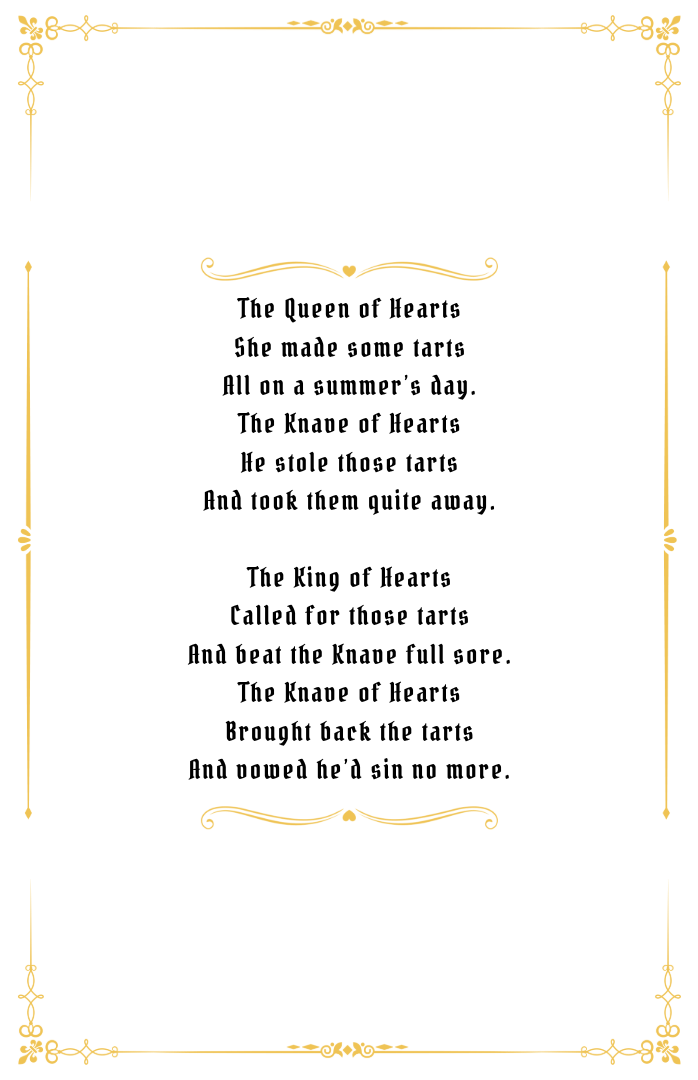 The Queen of Hearts
She made some tarts
All on a summer's day.
The Knave of Hearts
He stole those tarts
And took them quite away.

The King of Hearts
Called for those tarts
And beat the Knave full sore.
The Knave of Hearts
Brought back the tarts
And vowed he'd sin no more.